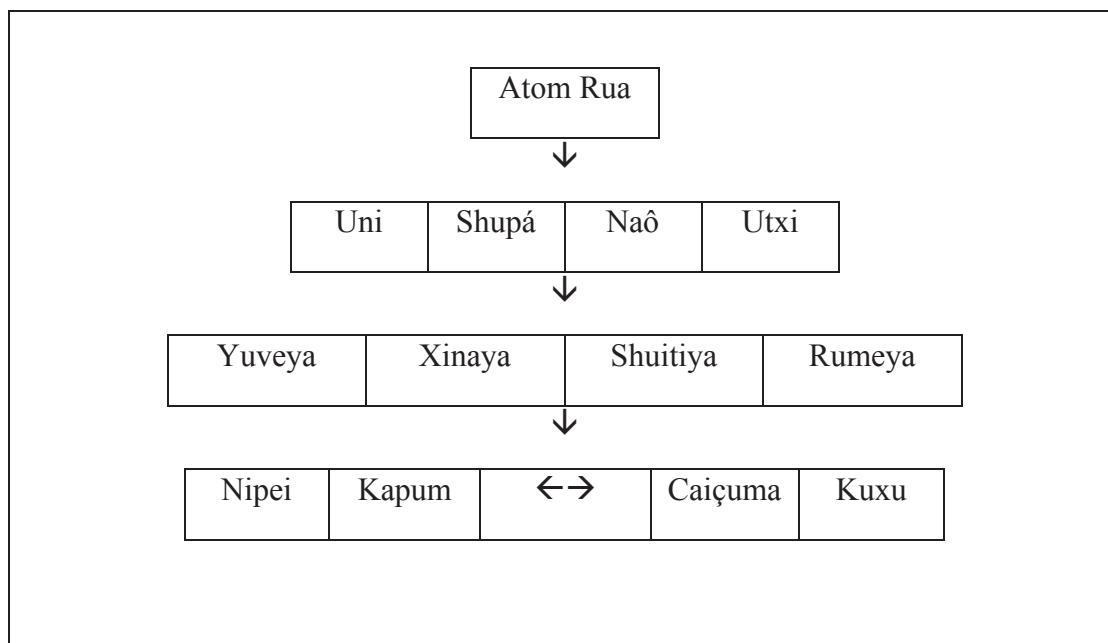 Atom Rua
↓
Uni Shupá Naô Utxi
↓
Yuveya Xinaya Shuitiya Rumeya
↓
Nipei Kapum ←→ Caiçuma Kuxu